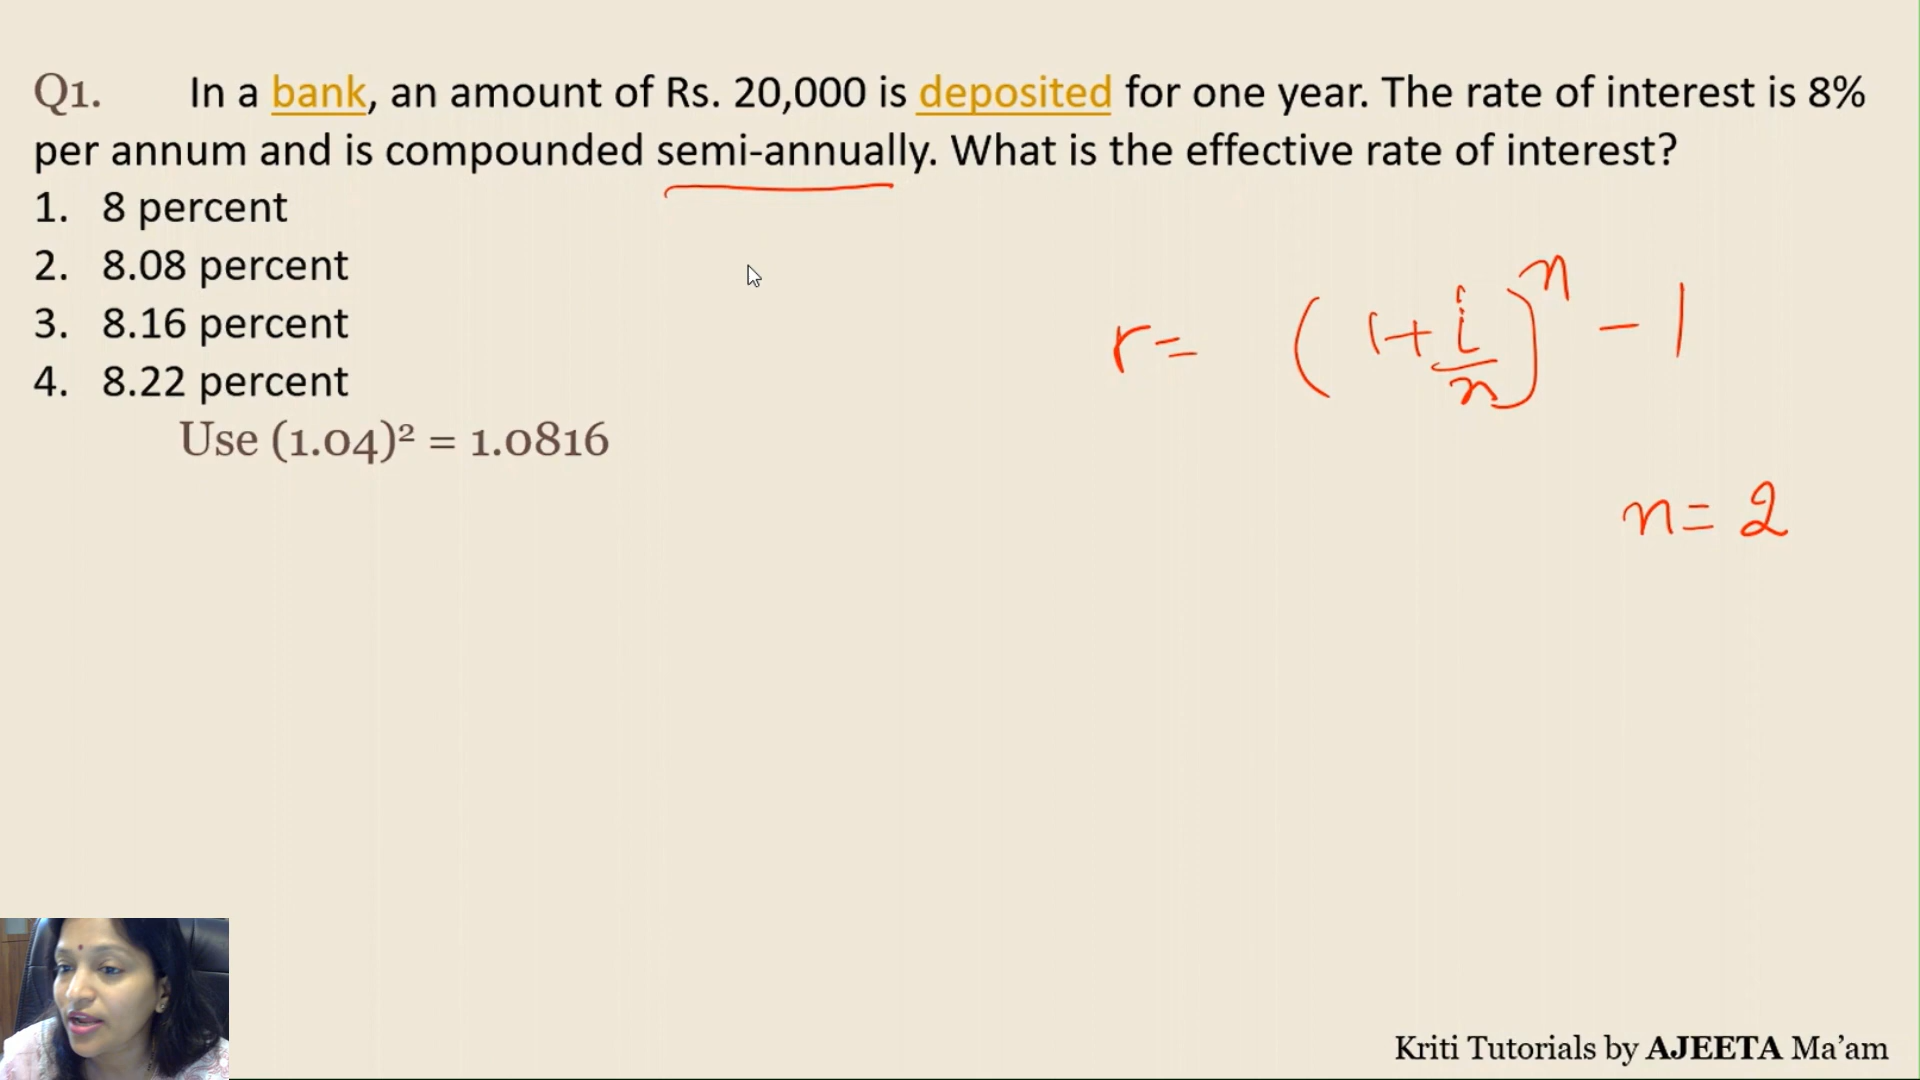 Q1. In a bank, an amount of Rs. 20,000 is deposited for one year. The rate of interest is 8%
per annum and is compounded semi-annually. What is the effective rate of interest?
1. 8 percent
2. 8.08 percent
3. 8.16 percent
4. 8.22 percent
Use (1.04)² = 1.0816
r = (1 + i/n)^n - 1
n = 2
Kriti Tutorials by AJEETA Ma’am